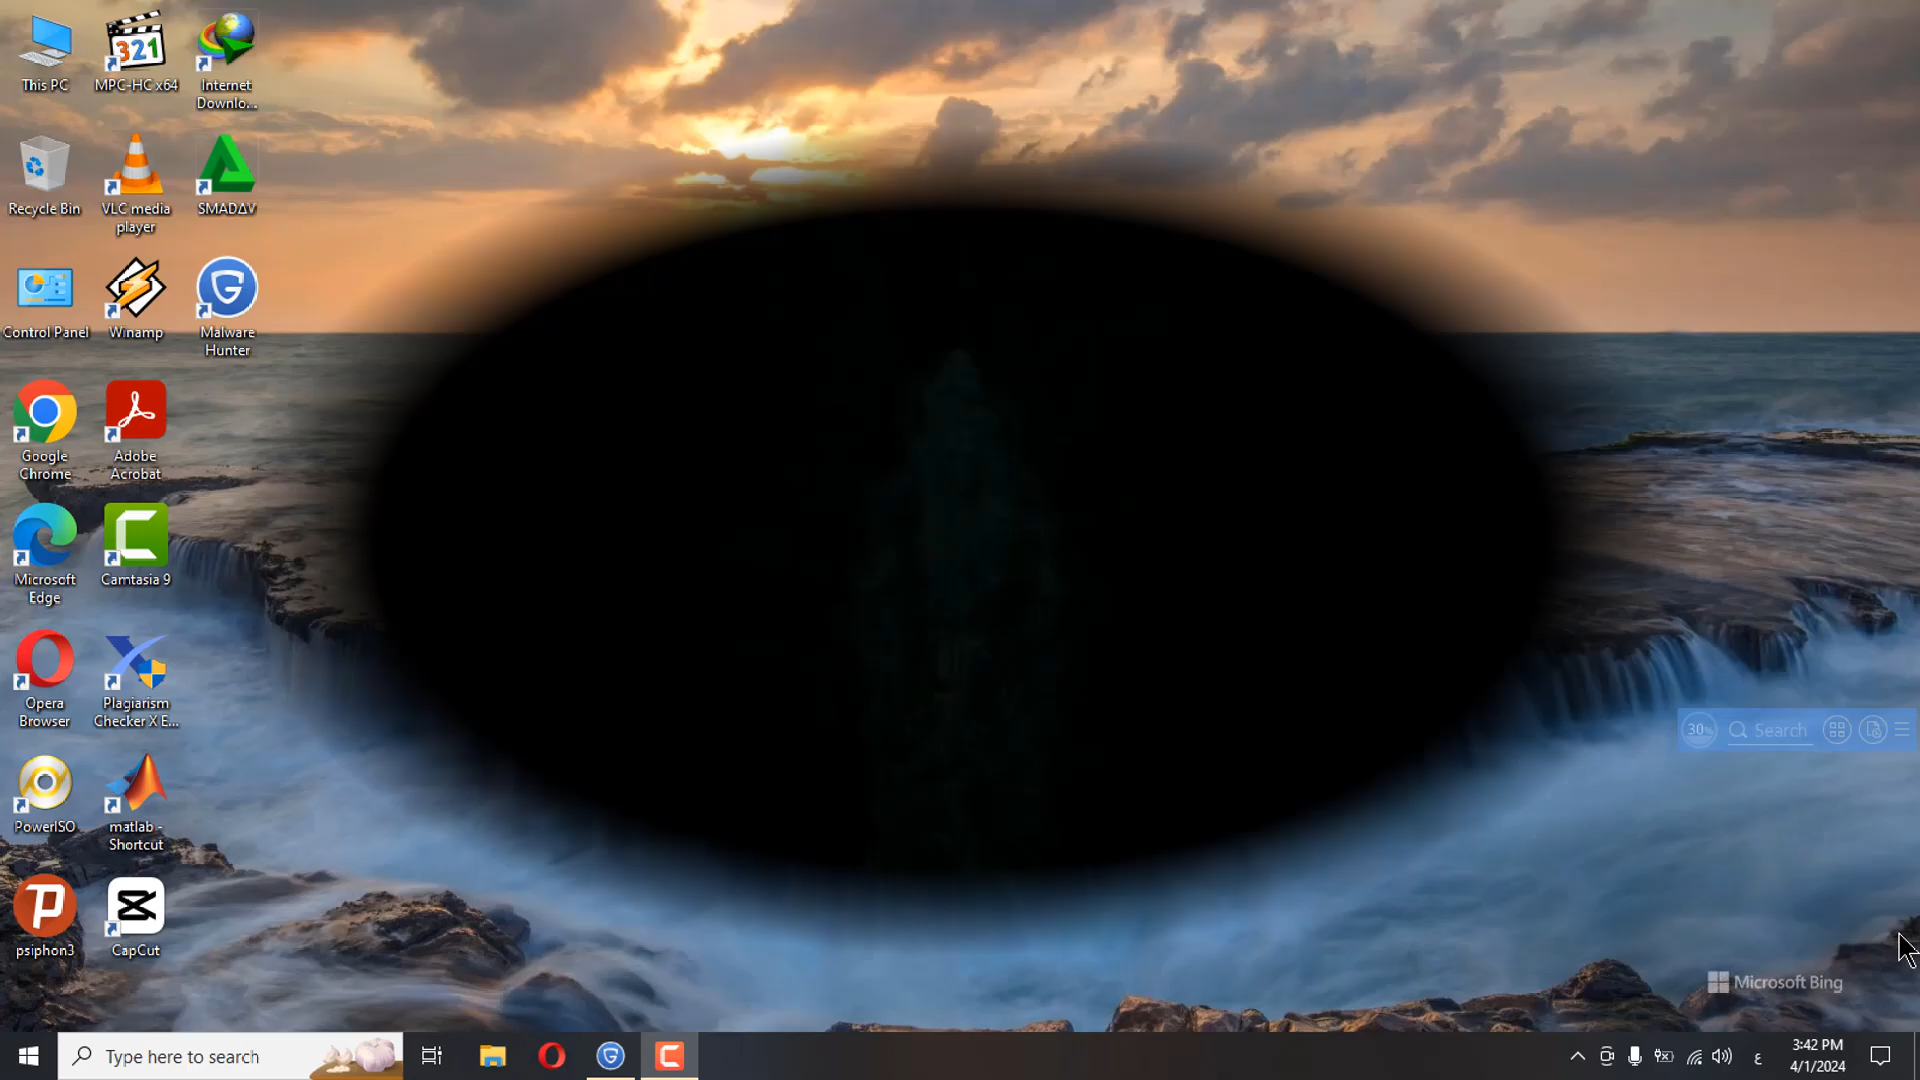 This PC
MPC-HC x64
321
Internet
Downlo...
Recycle Bin
VLC media
player
SMADΔV
Control Panel
Winamp
Malware
Hunter
Google
Chrome
Adobe
Acrobat
Microsoft
Edge
Camtasia 9
Opera
Browser
Plagiarism
Checker X E...
PowerISO
matlab -
Shortcut
psiphon3
CapCut
30%
Search
Microsoft Bing
Type here to search
ع
3:42 PM
4/1/2024